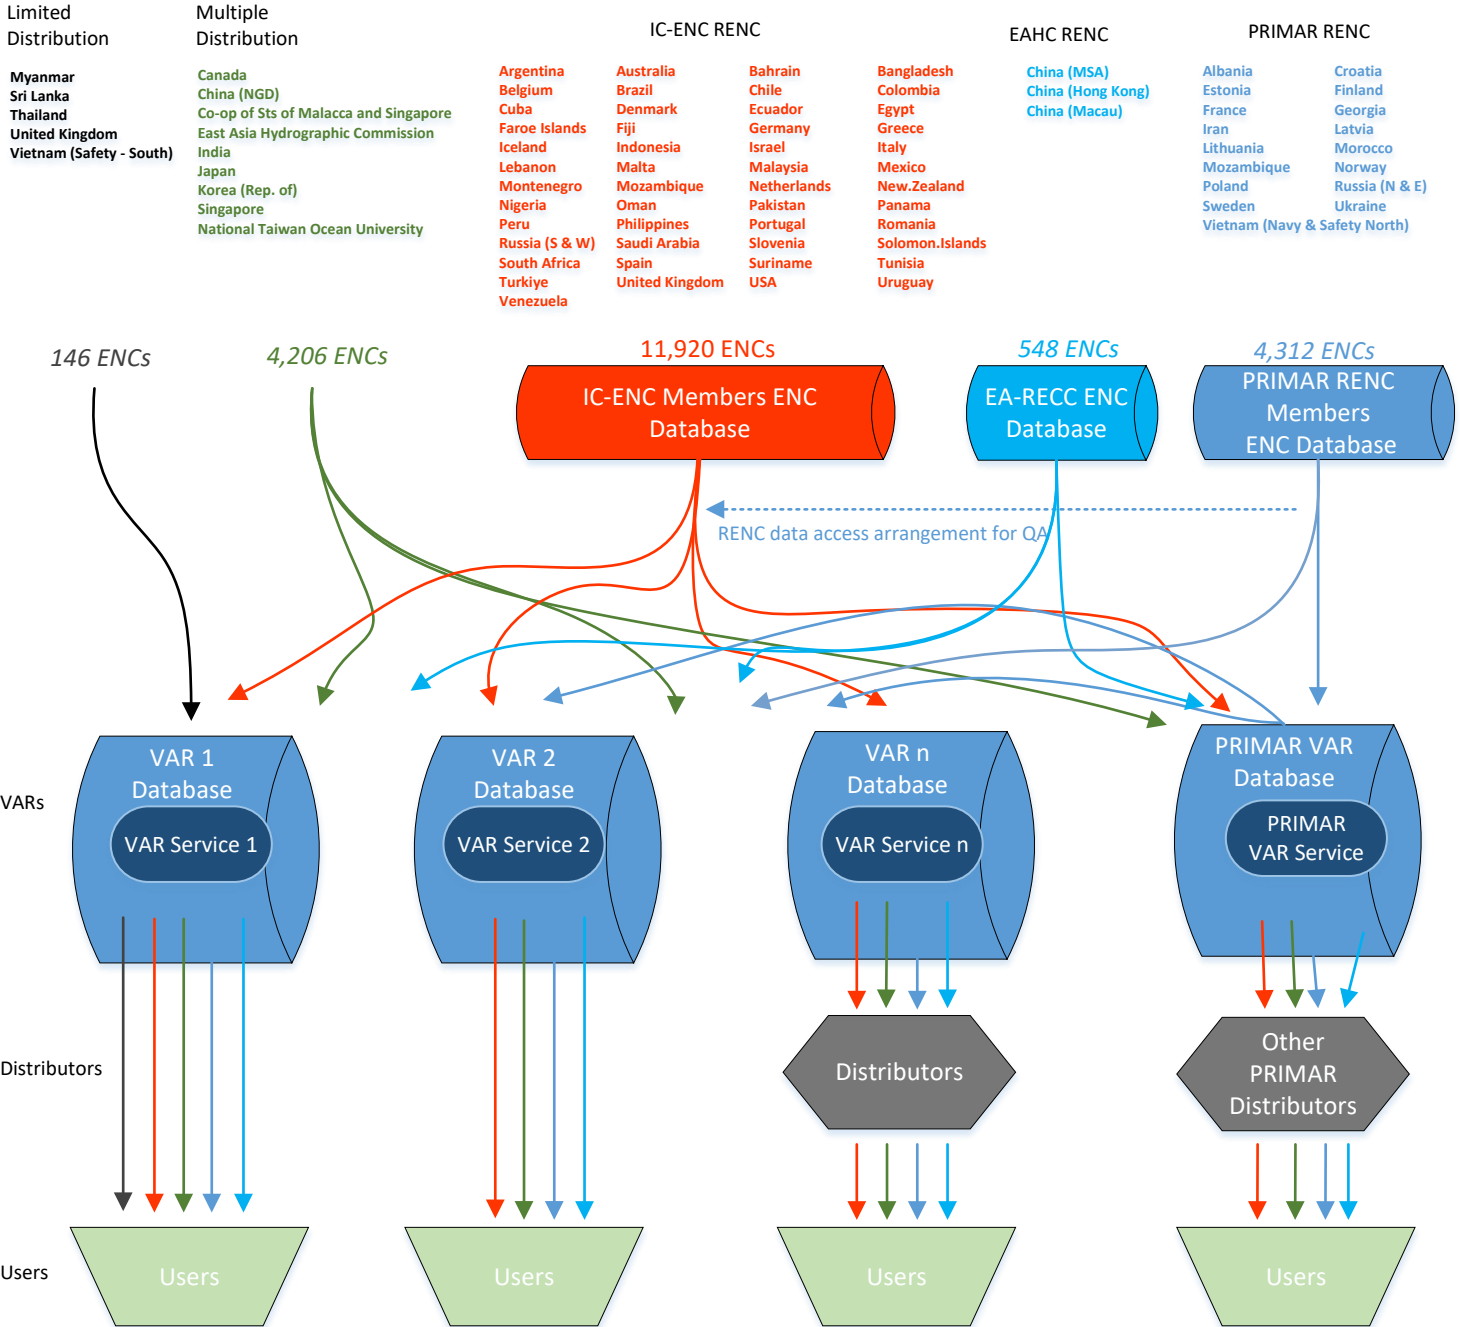 Limited
Distribution
Myanmar
Sri Lanka
Thailand
United Kingdom
Vietnam (Safety - South)
Multiple
Distribution
Canada
China (NGD)
Co-op of Sts of Malacca and Singapore
East Asia Hydrographic Commission
India
Japan
Korea (Rep. of)
Singapore
National Taiwan Ocean University
IC-ENC RENC
Argentina Australia Bahrain Bangladesh
Belgium Brazil Chile Colombia
Cuba Denmark Ecuador Egypt
Faroe Islands Fiji Germany Greece
Iceland Indonesia Israel Italy
Lebanon Malta Malaysia Mexico
Montenegro Mozambique Netherlands New.Zealand
Nigeria Oman Pakistan Panama
Peru Philippines Portugal Romania
Russia (S & W) Saudi Arabia Slovenia Solomon.Islands
South Africa Spain Suriname Tunisia
Turkiye United Kingdom USA Uruguay
Venezuela
EAHC RENC
China (MSA)
China (Hong Kong)
China (Macau)
PRIMAR RENC
Albania Croatia
Estonia Finland
France Georgia
Iran Latvia
Lithuania Morocco
Mozambique Norway
Poland Russia (N & E)
Sweden Ukraine
Vietnam (Navy & Safety North)
146 ENCs
4,206 ENCs
11,920 ENCs
548 ENCs
4,312 ENCs
IC-ENC Members ENC
Database
EA-RECC ENC
Database
PRIMAR RENC
Members
ENC Database
RENC data access arrangement for QA
VARs
VAR 1
Database
VAR Service 1
VAR 2
Database
VAR Service 2
VAR n
Database
VAR Service n
PRIMAR VAR
Database
PRIMAR
VAR Service
Distributors
Distributors
Other
PRIMAR
Distributors
Users
Users
Users
Users
Users